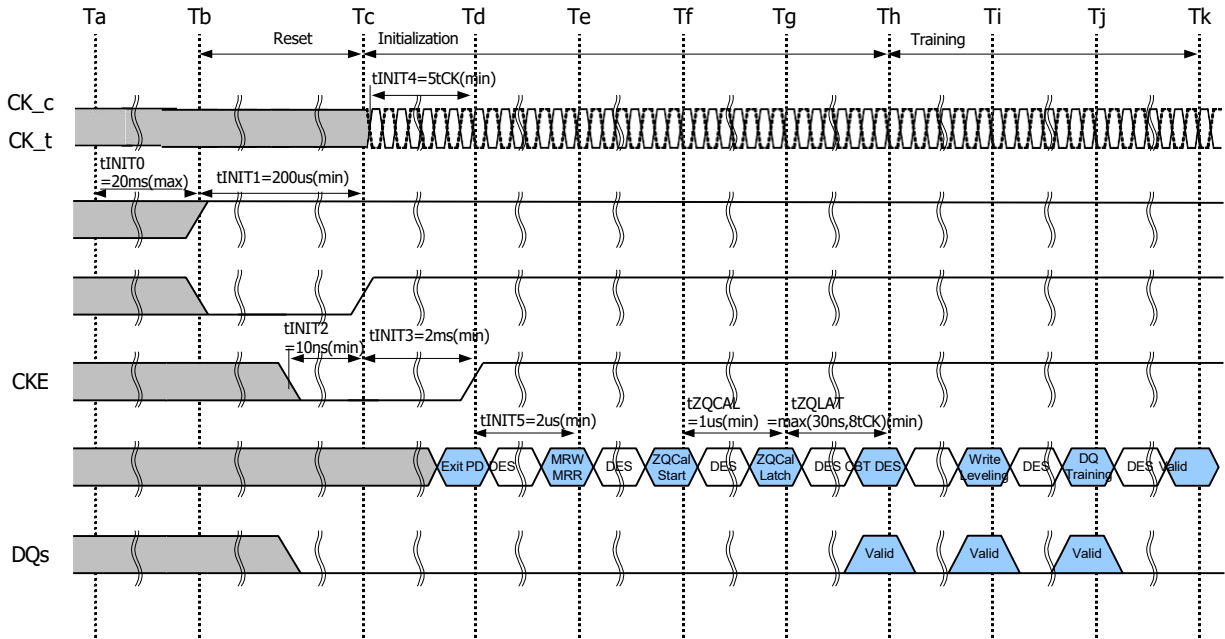 Ta Tb Tc Td Te Tf Tg Th Ti Tj Tk
Reset Initialization Training
tINIT4=5tCK(min)
CK_c
CK_t
tINIT0
=20ms(max)
tINIT1=200us(min)
tINIT2
=10ns(min)
tINIT3=2ms(min)
CKE
tINIT5=2us(min)
tZQCAL
=1us(min)
tZQLAT
=max(30ns,8tCK)(min)
Exit PD DES MRW
MRR DES ZQCal
Start DES ZQCal
Latch DES CBT DES Write
Leveling DES DQ
Training DES Valid
DQs Valid Valid Valid